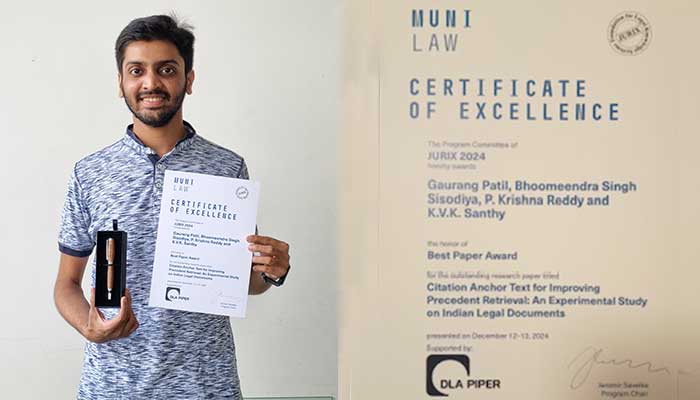 MUNI
LAW
CERTIFICATE
OF EXCELLENCE
JURIX 2024
Gaurang Patil, Bhoomeendra Singh
Sisodiya, P. Krishna Reddy and
K.V.K. Santhy
Best Paper Award
Citation Anchor Text for Improving
Precedent Retrieval: An Experimental Study
on Indian Legal Documents
DLA PIPER
MUNI
LAW
JURIX
CERTIFICATE
OF EXCELLENCE
The Program Committee of
JURIX 2024
hereby awards
Gaurang Patil, Bhoomeendra Singh
Sisodiya, P. Krishna Reddy and
K.V.K. Santhy
the honor of
Best Paper Award
for the outstanding research paper titled
Citation Anchor Text for Improving
Precedent Retrieval: An Experimental Study
on Indian Legal Documents
presented on December 12-13, 2024
Supported by:
DLA PIPER
Jaromir Savelka
Program Chair